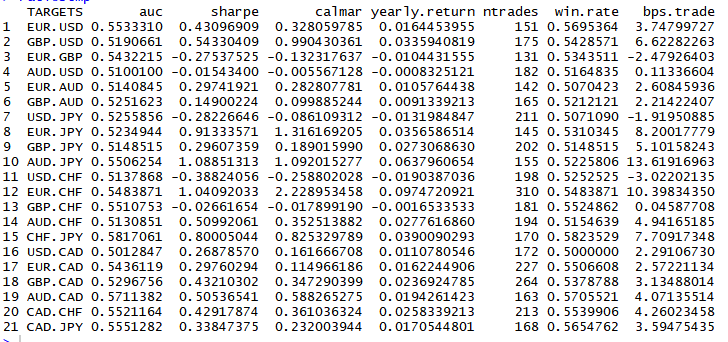 TARGETS auc sharpe calmar yearly.return ntrades win.rate bps.trade
1 EUR.USD 0.5533310 0.43096909 0.328059785 0.0164453955 151 0.5695364 3.74799727
2 GBP.USD 0.5190661 0.54330409 0.990430361 0.0335940819 175 0.5428571 6.62282263
3 EUR.GBP 0.5432215 -0.27537525 -0.132317637 -0.0104431555 131 0.5343511 -2.47926403
4 AUD.USD 0.5100100 -0.01543400 -0.005567128 -0.0008325121 182 0.5164835 0.11336604
5 EUR.AUD 0.5140845 0.29741921 0.282807781 0.0105764438 142 0.5070423 2.60845936
6 GBP.AUD 0.5251623 0.14900224 0.099885244 0.0091339213 165 0.5212121 2.21422407
7 USD.JPY 0.5255856 -0.28226646 -0.086109312 -0.0131984847 211 0.5071090 -1.91950885
8 EUR.JPY 0.5234944 0.91333571 1.316169205 0.0356586514 145 0.5310345 8.20017779
9 GBP.JPY 0.5148515 0.29607359 0.189015990 0.0273068630 202 0.5148515 5.10158243
10 AUD.JPY 0.5506254 1.08851313 1.092015277 0.0637960654 155 0.5225806 13.61916963
11 USD.CHF 0.5137868 -0.38824056 -0.258802028 -0.0190387036 198 0.5252525 -3.02202135
12 EUR.CHF 0.5483871 1.04092033 2.228953458 0.0974720921 310 0.5483871 10.39834350
13 GBP.CHF 0.5510753 -0.02661654 -0.017899190 -0.0016533533 181 0.5524862 0.04587708
14 AUD.CHF 0.5130851 0.50992061 0.352513882 0.0277616860 194 0.5154639 4.94165185
15 CHF.JPY 0.5817061 0.80005044 0.825329789 0.0390090293 170 0.5823529 7.70917348
16 USD.CAD 0.5012847 0.26878570 0.161666708 0.0110780546 172 0.5000000 2.29106730
17 EUR.CAD 0.5436119 0.29760294 0.114966186 0.0162244906 227 0.5506608 2.57221134
18 GBP.CAD 0.5296756 0.43210302 0.347290399 0.0236924785 264 0.5378788 3.13488014
19 AUD.CAD 0.5711382 0.50536541 0.588265275 0.0194261423 163 0.5705521 4.07135514
20 CAD.CHF 0.5521164 0.42917874 0.361036324 0.0258339213 213 0.5539906 4.26023458
21 CAD.JPY 0.5551282 0.33847375 0.232003944 0.0170544801 168 0.5654762 3.59475435
>